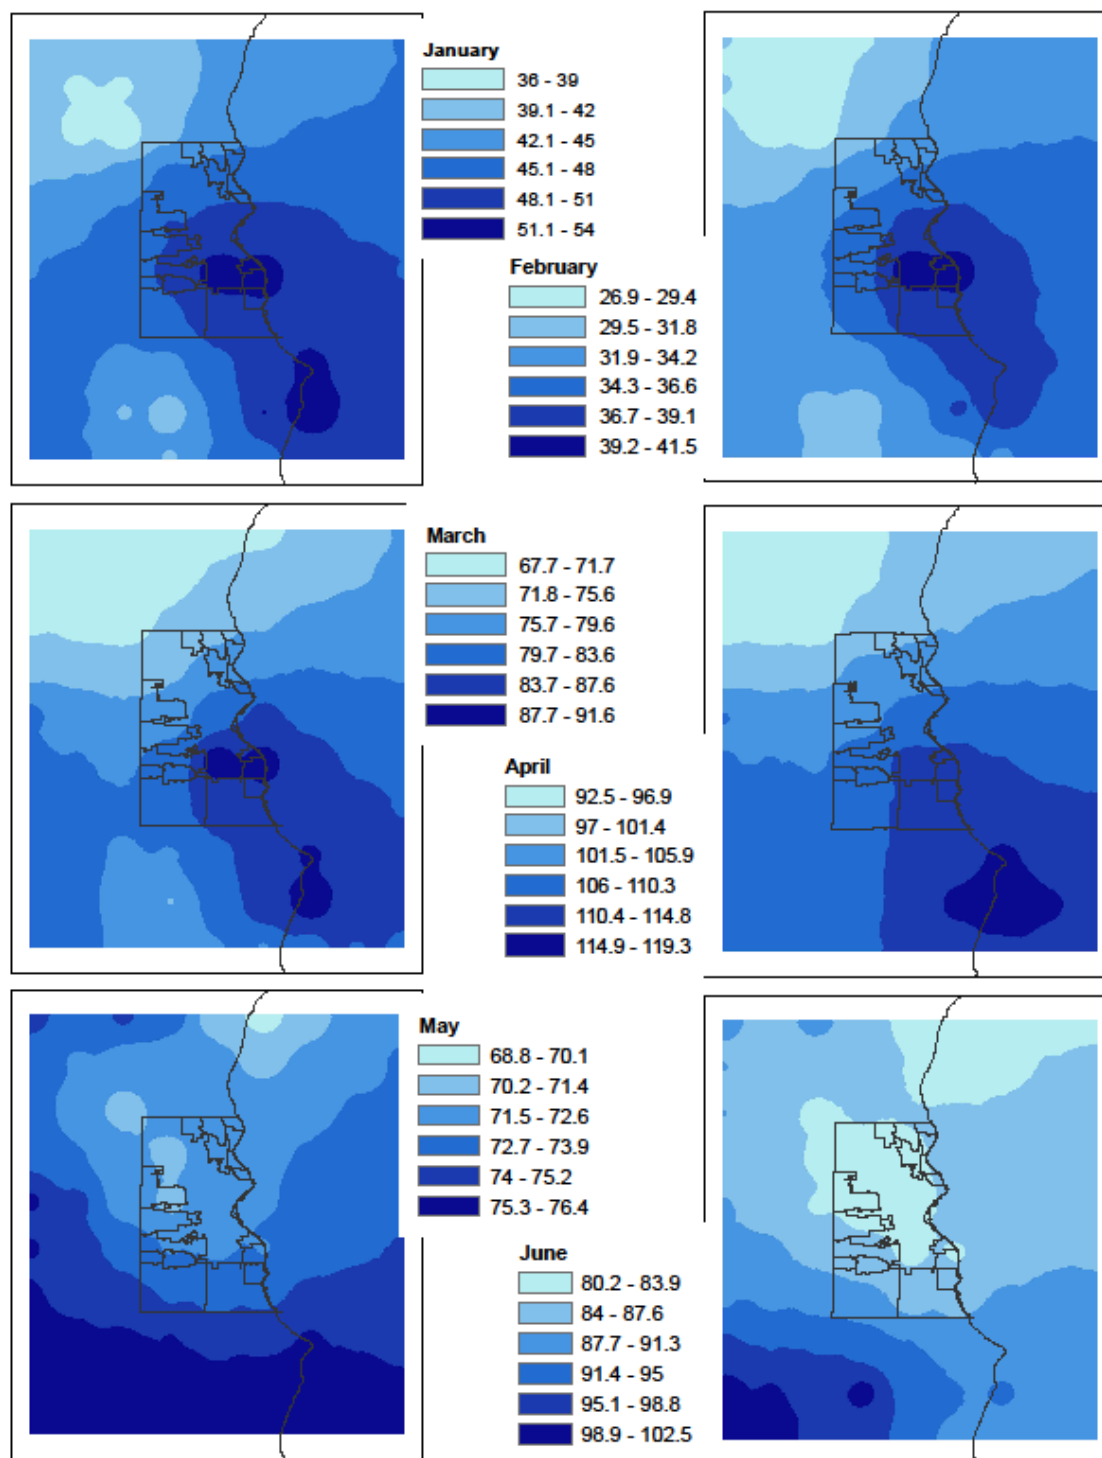 January
36 - 39
39.1 - 42
42.1 - 45
45.1 - 48
48.1 - 51
51.1 - 54
February
26.9 - 29.4
29.5 - 31.8
31.9 - 34.2
34.3 - 36.6
36.7 - 39.1
39.2 - 41.5
March
67.7 - 71.7
71.8 - 75.6
75.7 - 79.6
79.7 - 83.6
83.7 - 87.6
87.7 - 91.6
April
92.5 - 96.9
97 - 101.4
101.5 - 105.9
106 - 110.3
110.4 - 114.8
114.9 - 119.3
May
68.8 - 70.1
70.2 - 71.4
71.5 - 72.6
72.7 - 73.9
74 - 75.2
75.3 - 76.4
June
80.2 - 83.9
84 - 87.6
87.7 - 91.3
91.4 - 95
95.1 - 98.8
98.9 - 102.5